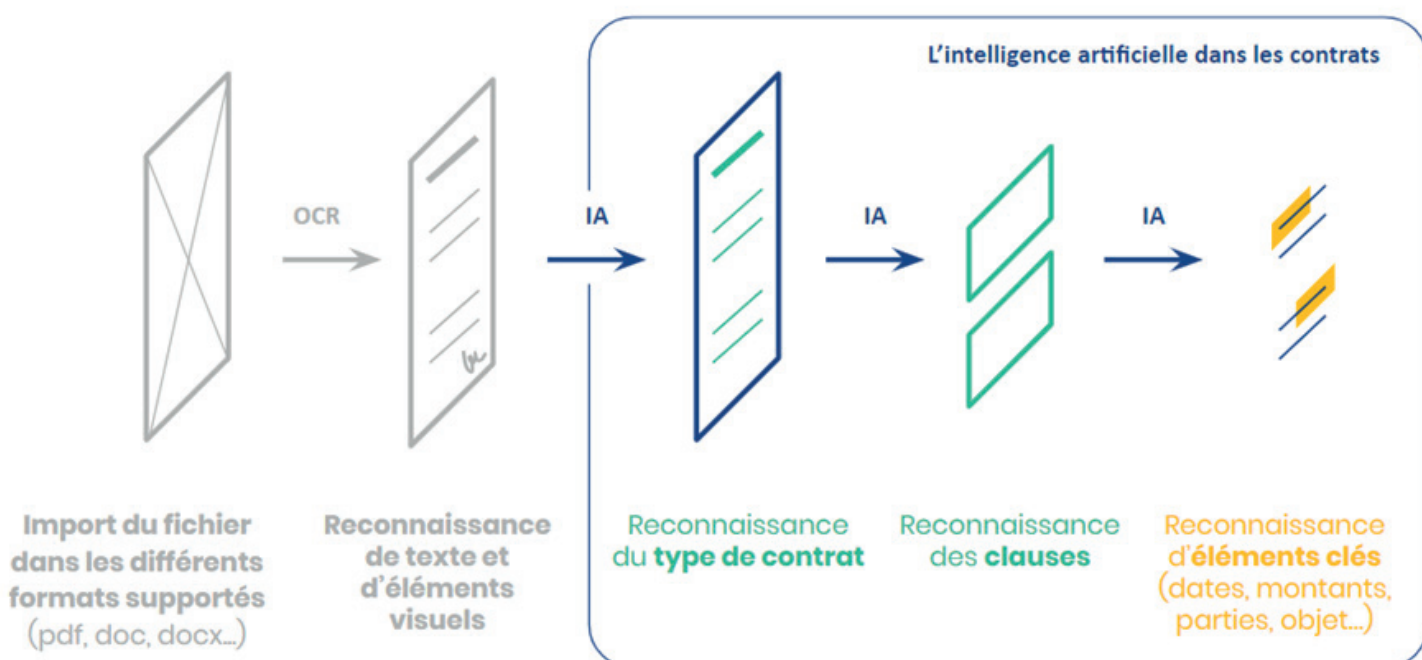 L’intelligence artificielle dans les contrats
OCR
IA
IA
IA
Import du fichier
dans les différents
formats supportés
(pdf, doc, docx...)
Reconnaissance
de texte et
d’éléments
visuels
Reconnaissance
du type de contrat
Reconnaissance
des clauses
Reconnaissance
d’éléments clés
(dates, montants,
parties, objet...)